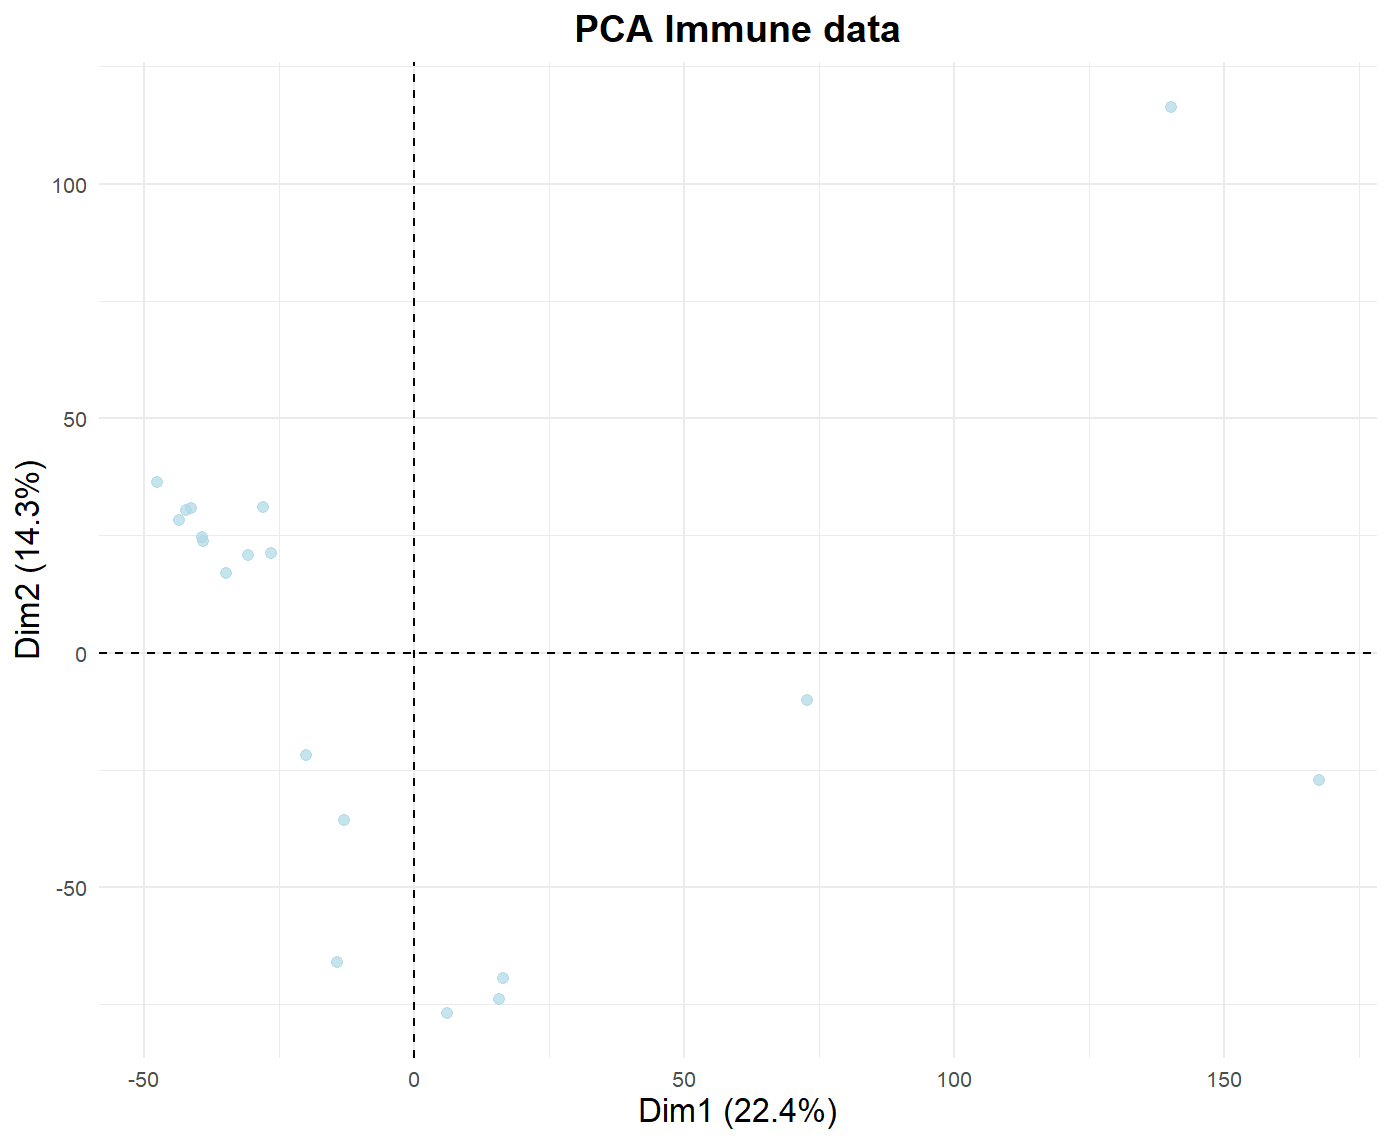 PCA Immune data
100
50
0
-50
Dim2 (14.3%)
-50 0 50 100 150
Dim1 (22.4%)